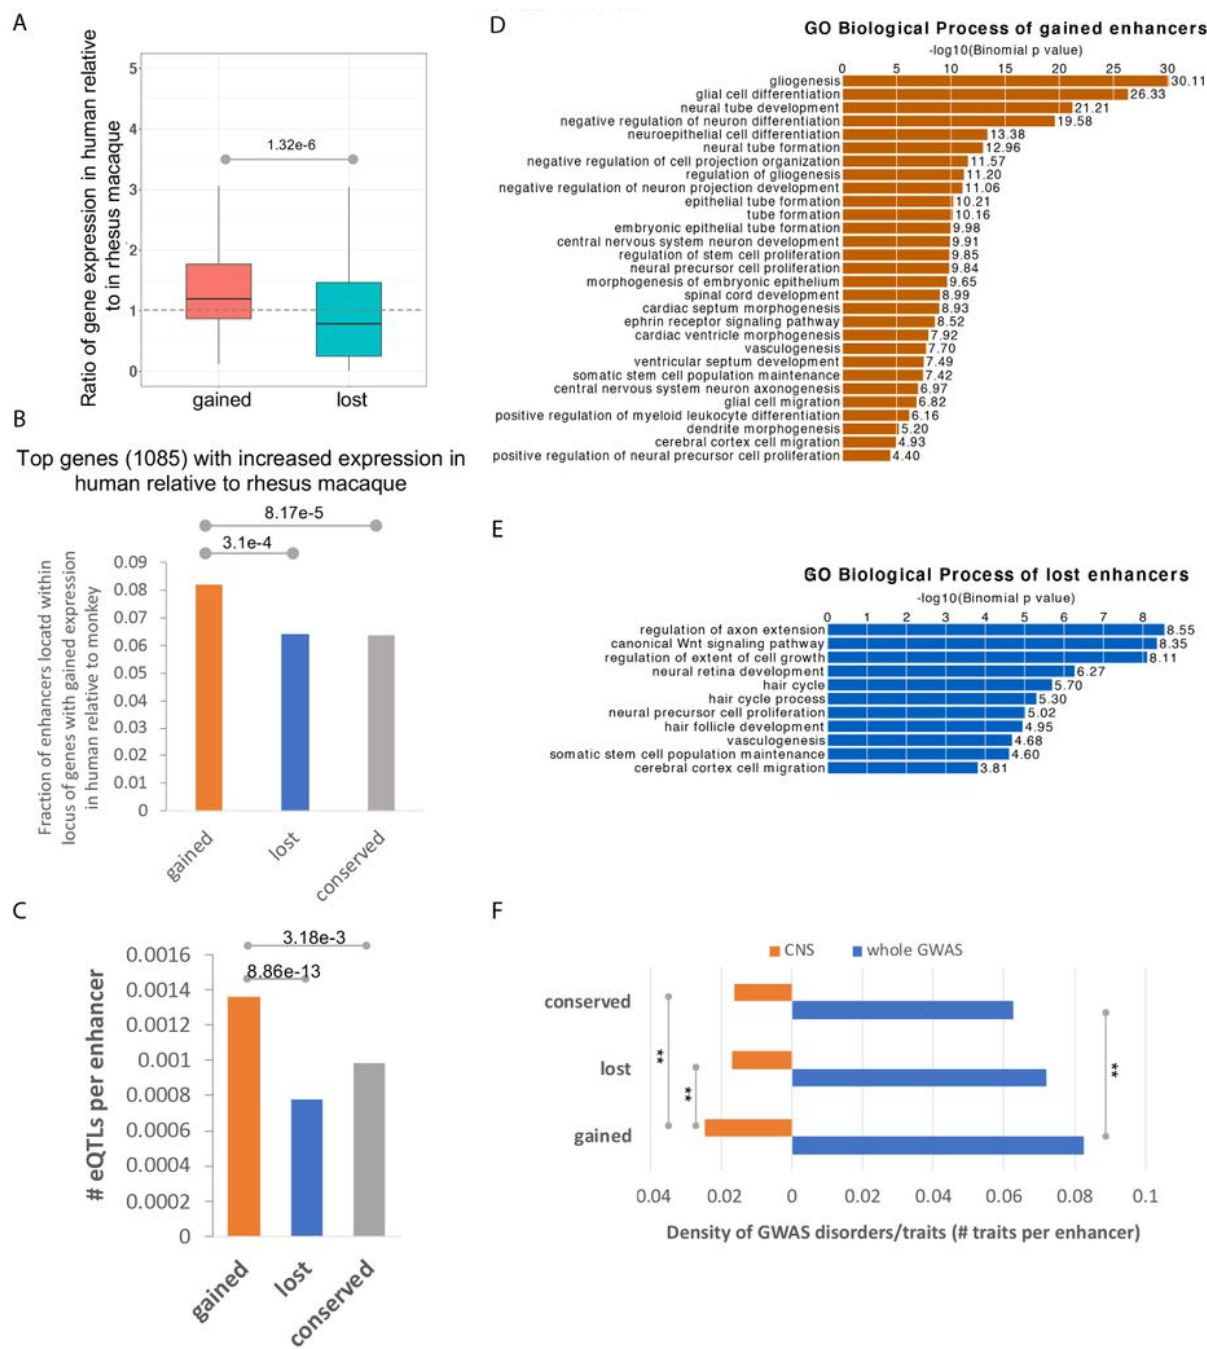 A
Ratio of gene expression in human relative
to in rhesus macaque
5
4
3
2
1
0
1.32e-6
gained
lost
B
Top genes (1085) with increased expression in
human relative to rhesus macaque
8.17e-5
3.1e-4
Fraction of enhancers locatd within
locus of genes with gained expression
in human relative to monkey
0.09
0.08
0.07
0.06
0.05
0.04
0.03
0.02
0.01
0
gained
lost
conserved
C
3.18e-3
8.86e-13
# eQTLs per enhancer
0.0016
0.0014
0.0012
0.001
0.0008
0.0006
0.0004
0.0002
0
gained
lost
conserved
D
GO Biological Process of gained enhancers
-log10(Binomial p value)
0 5 10 15 20 25 30
gliogenesis 30.11
glial cell differentiation 26.33
neural tube development 21.21
negative regulation of neuron differentiation 19.58
neuroepithelial cell differentiation 13.38
neural tube formation 12.96
negative regulation of cell projection organization 11.57
regulation of gliogenesis 11.20
negative regulation of neuron projection development 11.06
epithelial tube formation 10.21
tube formation 10.16
embryonic epithelial tube formation 9.98
central nervous system neuron development 9.91
regulation of stem cell proliferation 9.85
neural precursor cell proliferation 9.84
morphogenesis of embryonic epithelium 9.65
spinal cord development 8.99
cardiac septum morphogenesis 8.93
ephrin receptor signaling pathway 8.52
cardiac ventricle morphogenesis 7.92
vasculogenesis 7.70
ventricular septum development 7.49
somatic stem cell population maintenance 7.42
central nervous system neuron axonogenesis 6.97
glial cell migration 6.82
positive regulation of myeloid leukocyte differentiation 6.16
dendrite morphogenesis 5.20
cerebral cortex cell migration 4.93
positive regulation of neural precursor cell proliferation 4.40
E
GO Biological Process of lost enhancers
-log10(Binomial p value)
0 1 2 3 4 5 6 7 8
regulation of axon extension 8.55
canonical Wnt signaling pathway 8.35
regulation of extent of cell growth 8.11
neural retina development 6.27
hair cycle 5.70
hair cycle process 5.30
neural precursor cell proliferation 5.02
hair follicle development 4.95
vasculogenesis 4.68
somatic stem cell population maintenance 4.60
cerebral cortex cell migration 3.81
F
CNS whole GWAS
conserved
lost
gained
**
**
**
0.04 0.02 0 0.02 0.04 0.06 0.08 0.1
Density of GWAS disorders/traits (# traits per enhancer)